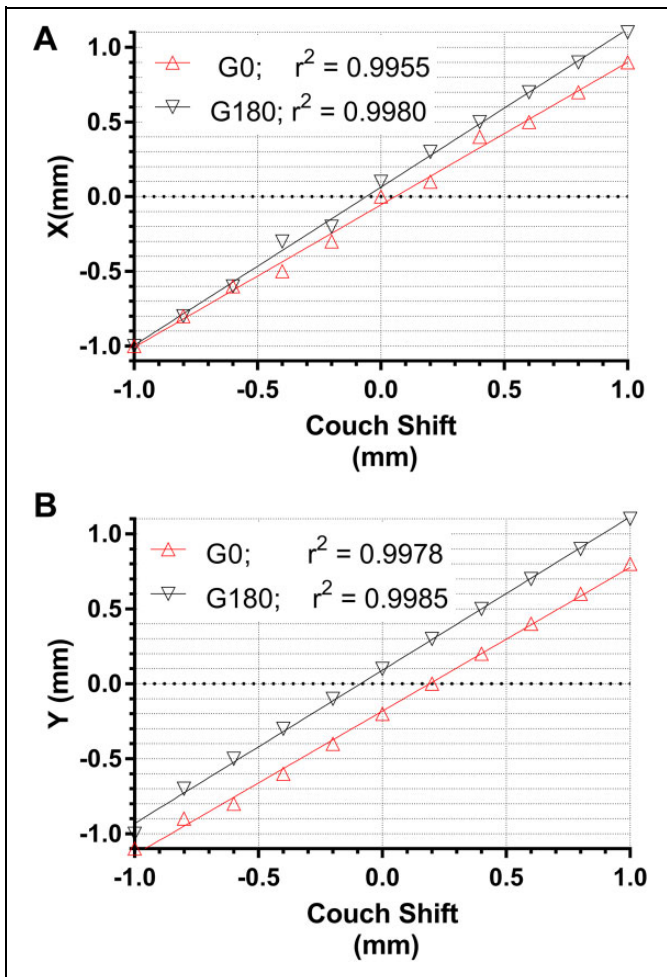 A
X(mm)
1.0
0.5
0.0
-0.5
-1.0
G0; r² = 0.9955
G180; r² = 0.9980
-1.0 -0.5 0.0 0.5 1.0
Couch Shift
(mm)
B
Y (mm)
1.0
0.5
0.0
-0.5
-1.0
G0; r² = 0.9978
G180; r² = 0.9985
-1.0 -0.5 0.0 0.5 1.0
Couch Shift
(mm)